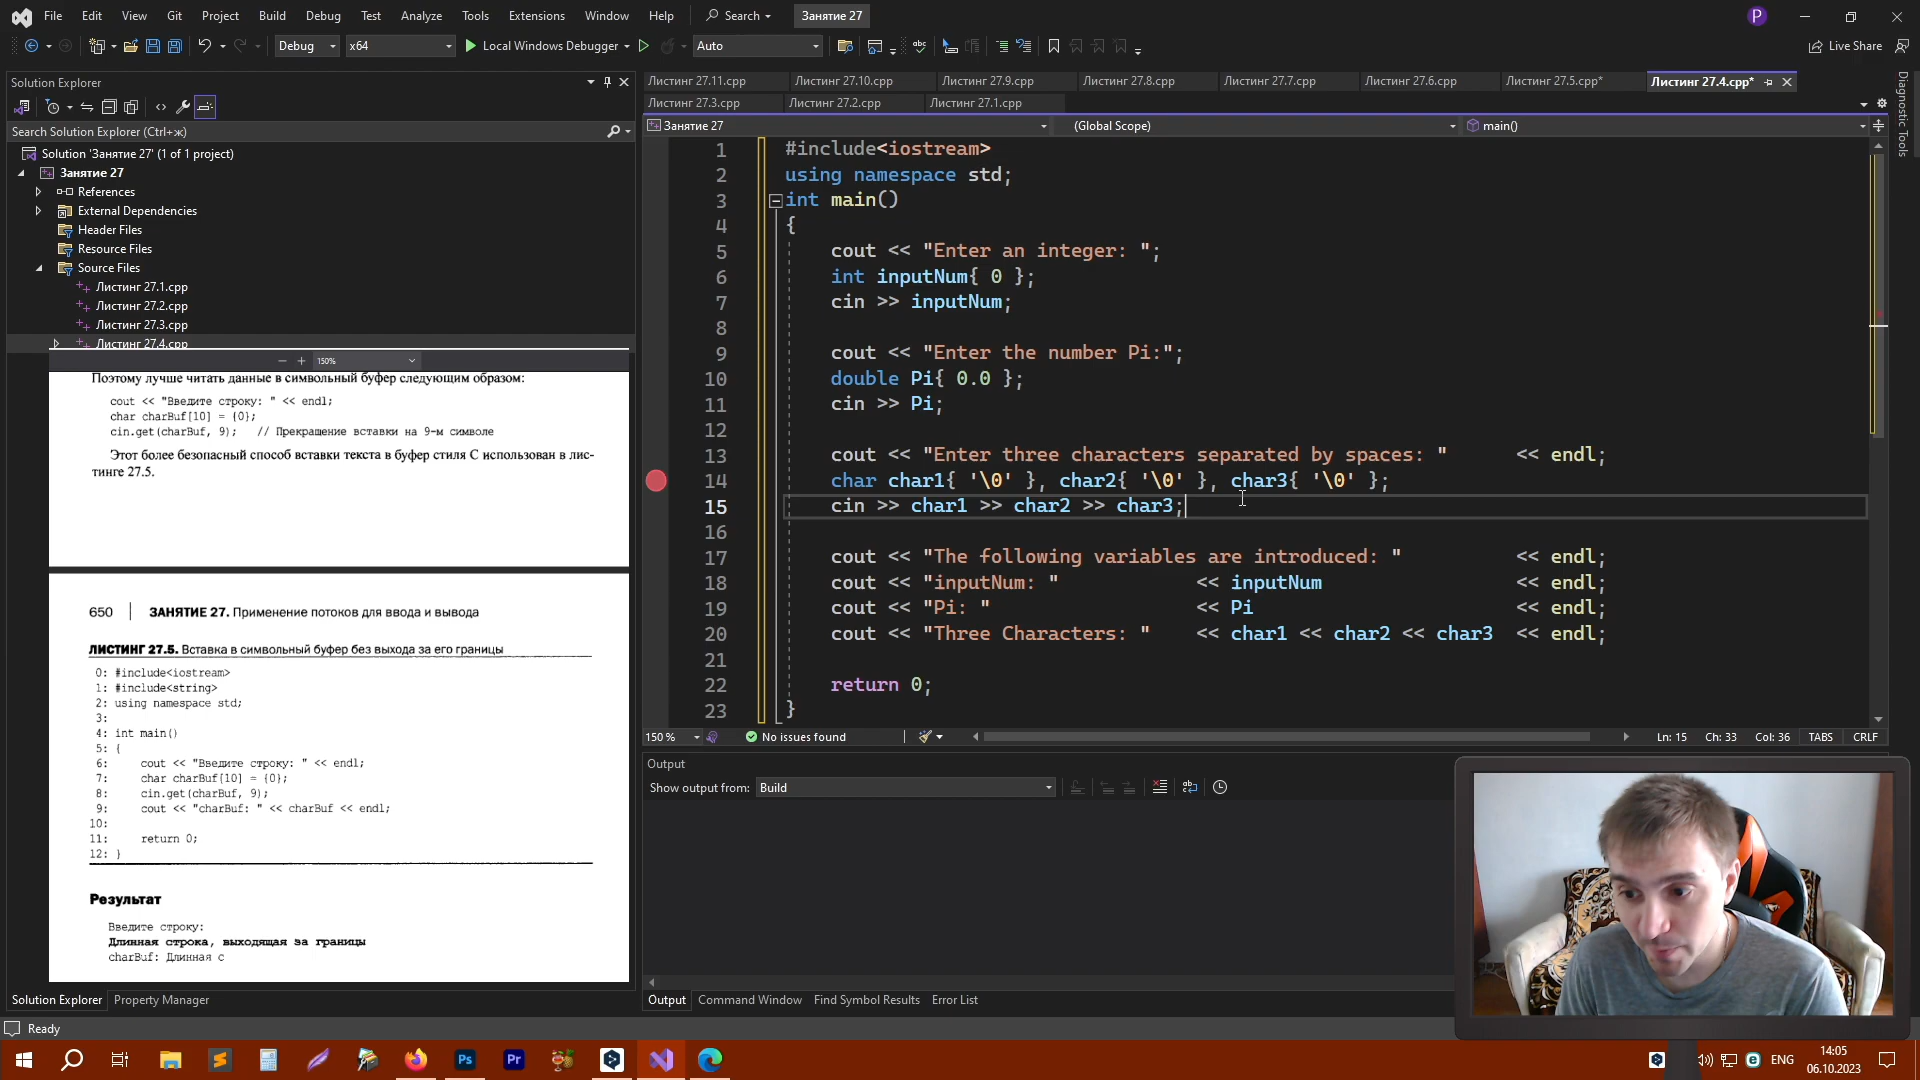 File Edit View Git Project Build Debug Test Analyze Tools Extensions Window Help Search Занятие 27 P
Debug x64 Local Windows Debugger Auto abc Live Share
Solution Explorer
Search Solution Explorer (Ctrl+ж)
Solution 'Занятие 27' (1 of 1 project)
Занятие 27
References
External Dependencies
Header Files
Resource Files
Source Files
Листинг 27.1.cpp
Листинг 27.2.cpp
Листинг 27.3.cpp
Листинг 27.4.cpp
150%
Поэтому лучше читать данные в символьный буфер следующим образом:
cout << "Введите строку: " << endl;
char charBuf[10] = {0};
cin.get(charBuf, 9); // Прекращение вставки на 9-м символе
Этот более безопасный способ вставки текста в буфер стиля C использован в лис-
тинге 27.5.
650 ЗАНЯТИЕ 27. Применение потоков для ввода и вывода
ЛИСТИНГ 27.5. Вставка в символьный буфер без выхода за его границы
0: #include<iostream>
1: #include<string>
2: using namespace std;
3:
4: int main()
5: {
6: cout << "Введите строку: " << endl;
7: char charBuf[10] = {0};
8: cin.get(charBuf, 9);
9: cout << "charBuf: " << charBuf << endl;
10:
11: return 0;
12: }
Результат
Введите строку:
Длинная строка, выходящая за границы
charBuf: Длинная с
Solution Explorer Property Manager
Листинг 27.11.cpp Листинг 27.10.cpp Листинг 27.9.cpp Листинг 27.8.cpp Листинг 27.7.cpp Листинг 27.6.cpp Листинг 27.5.cpp* Листинг 27.4.cpp*
Листинг 27.3.cpp Листинг 27.2.cpp Листинг 27.1.cpp
Занятие 27 (Global Scope) main()
Diagnostic Tools
1 #include<iostream>
2 using namespace std;
3 int main()
4 {
5 cout << "Enter an integer: ";
6 int inputNum{ 0 };
7 cin >> inputNum;
8
9 cout << "Enter the number Pi:";
10 double Pi{ 0.0 };
11 cin >> Pi;
12
13 cout << "Enter three characters separated by spaces: " << endl;
14 char char1{ '\0' }, char2{ '\0' }, char3{ '\0' };
15 cin >> char1 >> char2 >> char3;
16
17 cout << "The following variables are introduced: " << endl;
18 cout << "inputNum: " << inputNum << endl;
19 cout << "Pi: " << Pi << endl;
20 cout << "Three Characters: " << char1 << char2 << char3 << endl;
21
22 return 0;
23 }
150 % No issues found Ln: 15 Ch: 33 Col: 36 TABS CRLF
Output
Show output from: Build
Output Command Window Find Symbol Results Error List
Ready
Ps Pr ENG 14:05
06.10.2023